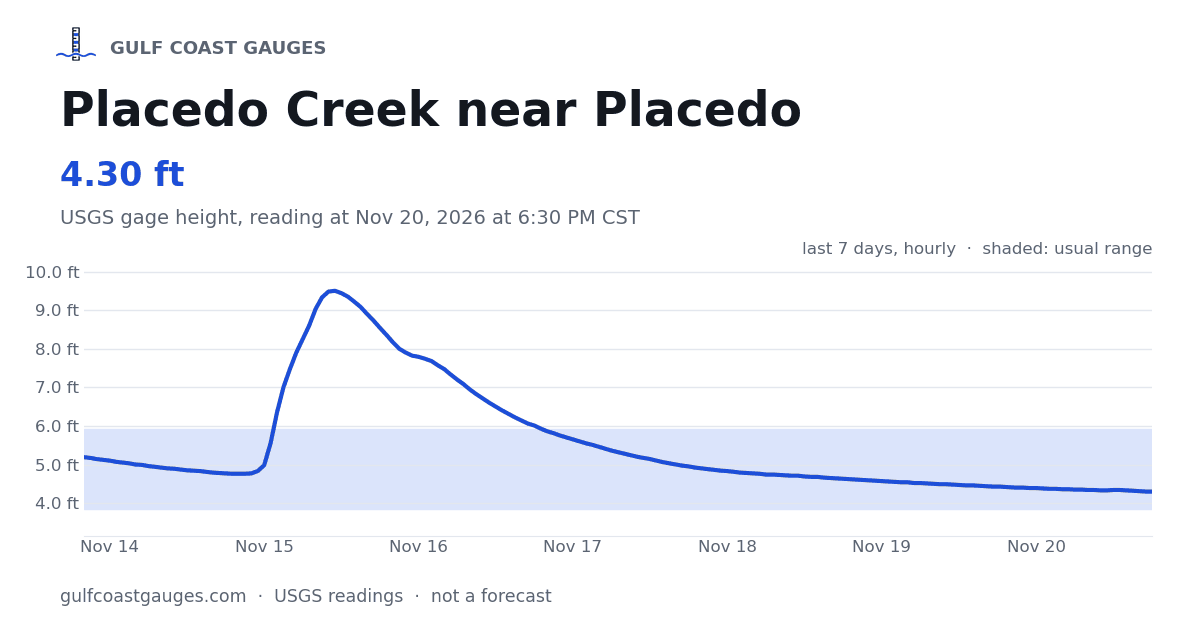 GULF COAST GAUGES
Placedo Creek near Placedo
4.30 ft
USGS gage height, reading at Nov 20, 2026 at 6:30 PM CST
last 7 days, hourly · shaded: usual range
10.0 ft
9.0 ft
8.0 ft
7.0 ft
6.0 ft
5.0 ft
4.0 ft
Nov 14 Nov 15 Nov 16 Nov 17 Nov 18 Nov 19 Nov 20
gulfcoastgauges.com · USGS readings · not a forecast